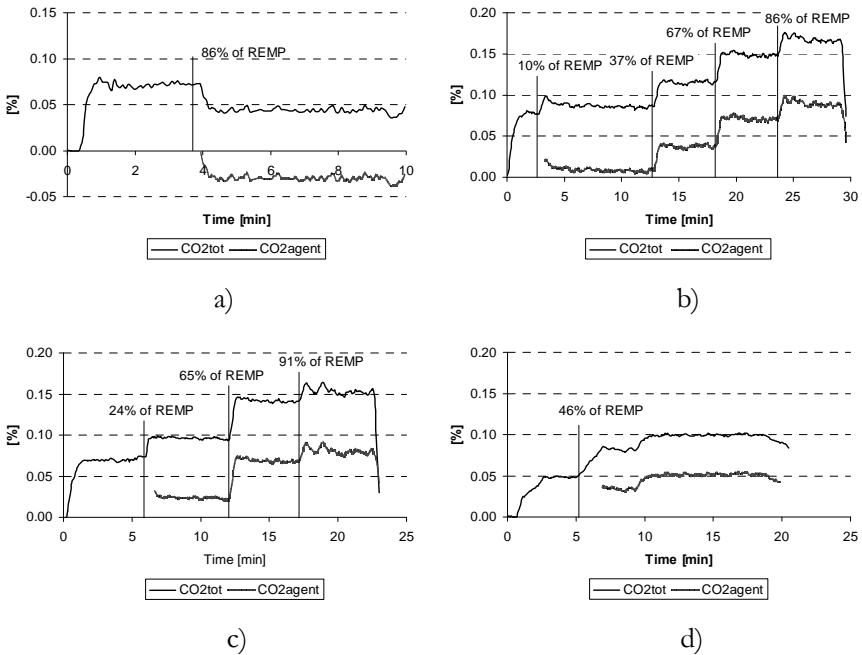 0.15
0.10
0.05
0.00
-0.05
[%]
86% of REMP
0 2 4 6 8 10
Time [min]
CO2tot CO2agent
a)
0.20
0.15
0.10
0.05
0.00
[%]
10% of REMP
37% of REMP
67% of REMP
86% of REMP
0 5 10 15 20 25 30
Time [min]
CO2tot CO2agent
b)
0.20
0.15
0.10
0.05
0.00
[%]
24% of REMP
65% of REMP
91% of REMP
0 5 10 15 20 25
Time [min]
CO2tot CO2agent
c)
0.20
0.15
0.10
0.05
0.00
[%]
46% of REMP
0 5 10 15 20 25
Time [min]
CO2tot CO2agent
d)